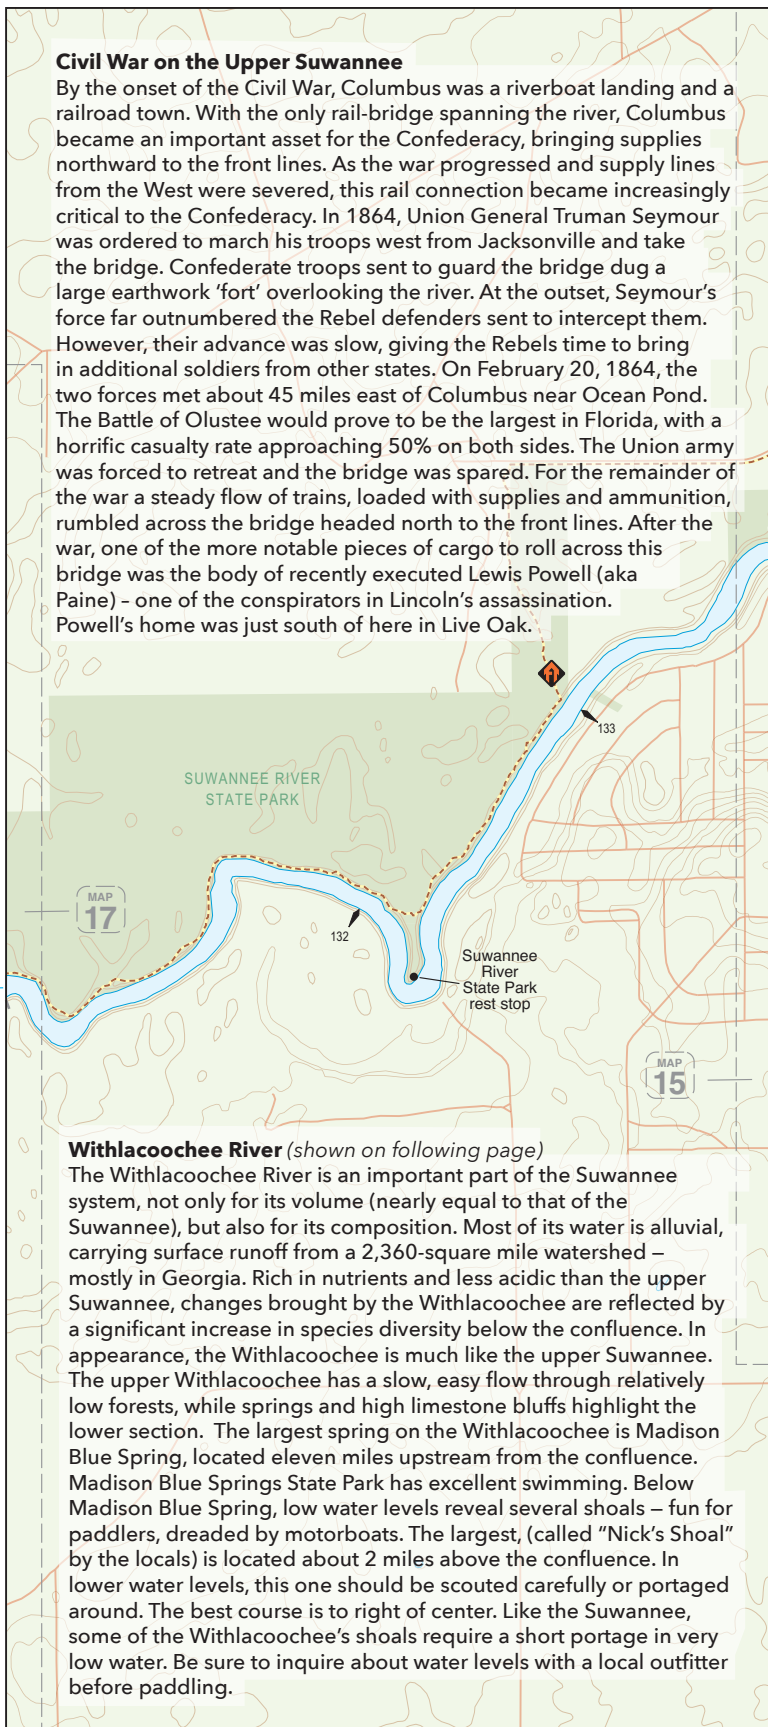 Civil War on the Upper Suwannee
By the onset of the Civil War, Columbus was a riverboat landing and a
railroad town. With the only rail-bridge spanning the river, Columbus
became an important asset for the Confederacy, bringing supplies
northward to the front lines. As the war progressed and supply lines
from the West were severed, this rail connection became increasingly
critical to the Confederacy. In 1864, Union General Truman Seymour
was ordered to march his troops west from Jacksonville and take
the bridge. Confederate troops sent to guard the bridge dug a
large earthwork ‘fort’ overlooking the river. At the outset, Seymour’s
force far outnumbered the Rebel defenders sent to intercept them.
However, their advance was slow, giving the Rebels time to bring
in additional soldiers from other states. On February 20, 1864, the
two forces met about 45 miles east of Columbus near Ocean Pond.
The Battle of Olustee would prove to be the largest in Florida, with a
horrific casualty rate approaching 50% on both sides. The Union army
was forced to retreat and the bridge was spared. For the remainder of
the war a steady flow of trains, loaded with supplies and ammunition,
rumbled across the bridge headed north to the front lines. After the
war, one of the more notable pieces of cargo to roll across this
bridge was the body of recently executed Lewis Powell (aka
Paine) – one of the conspirators in Lincoln’s assassination.
Powell’s home was just south of here in Live Oak.
133
SUWANNEE RIVER
STATE PARK
MAP
17
132
Suwannee
River
State Park
rest stop
MAP
15
Withlacoochee River (shown on following page)
The Withlacoochee River is an important part of the Suwannee
system, not only for its volume (nearly equal to that of the
Suwannee), but also for its composition. Most of its water is alluvial,
carrying surface runoff from a 2,360-square mile watershed —
mostly in Georgia. Rich in nutrients and less acidic than the upper
Suwannee, changes brought by the Withlacoochee are reflected by
a significant increase in species diversity below the confluence. In
appearance, the Withlacoochee is much like the upper Suwannee.
The upper Withlacoochee has a slow, easy flow through relatively
low forests, while springs and high limestone bluffs highlight the
lower section.  The largest spring on the Withlacoochee is Madison
Blue Spring, located eleven miles upstream from the confluence.
Madison Blue Springs State Park has excellent swimming. Below
Madison Blue Spring, low water levels reveal several shoals — fun for
paddlers, dreaded by motorboats. The largest, (called “Nick’s Shoal”
by the locals) is located about 2 miles above the confluence. In
lower water levels, this one should be scouted carefully or portaged
around. The best course is to right of center. Like the Suwannee,
some of the Withlacoochee’s shoals require a short portage in very
low water. Be sure to inquire about water levels with a local outfitter
before paddling.